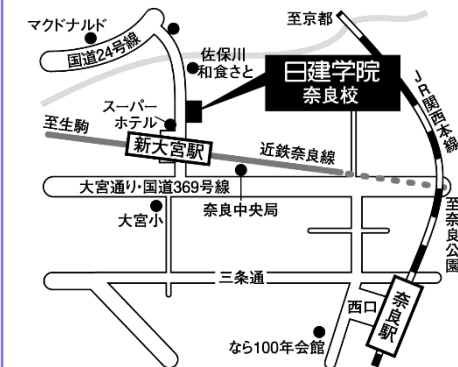 マクドナルド
国道24号線
至京都
佐保川
和食さと
日建学院
奈良校
JR関西本線
スーパー
ホテル
至生駒
新大宮駅
近鉄奈良線
大宮通り・国道369号線
至奈良公園
大宮小
奈良中央局
三条通
西口
奈良駅
なら100年会館